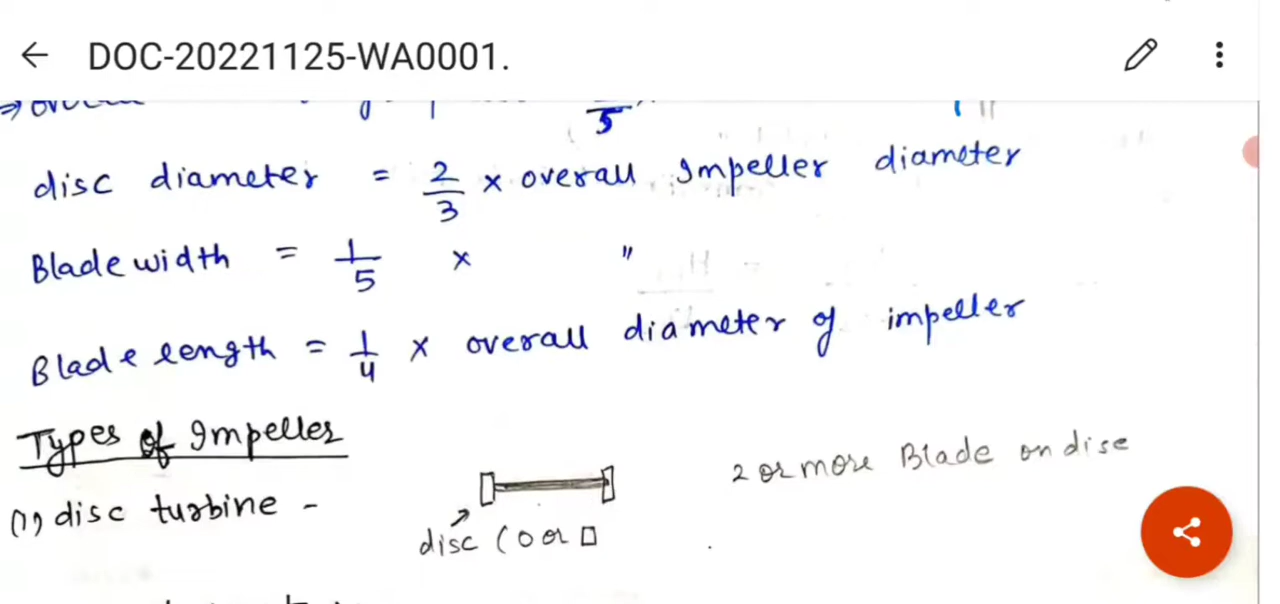 DOC-20221125-WA0001.
5
disc diameter = 2/3 × overall Impeller diameter
Blade width = 1/5 × "
Blade length = 1/4 × overall diameter of impeller
Types of Impeller
(1) disc turbine -
2 or more Blade on disc
disc (O or □